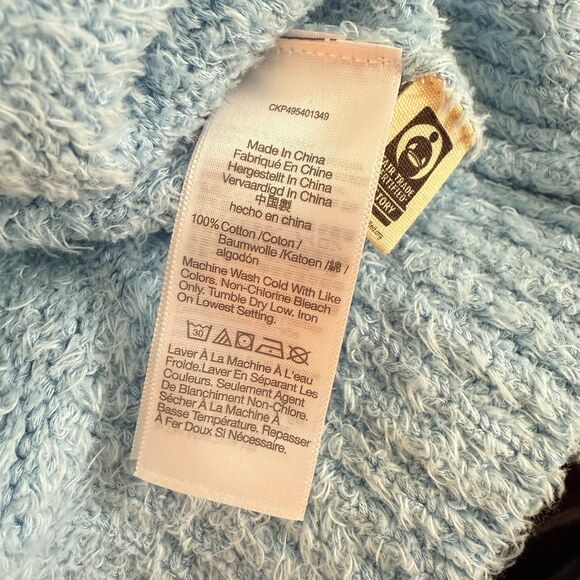 CKP495401349
Made In China
Fabriqué En Chine
Hergestellt In China
Vervaardigd In China
中国製
hecho en china
100% Cotton /Coton /
Baumwolle /Katoen /綿 /
algodón
Machine Wash Cold With Like
Colors. Non-Chlorine Bleach
Only. Tumble Dry Low. Iron
On Lowest Setting.
30
Laver À La Machine À L'eau
Froide.Laver En Séparant Les
Couleurs. Seulement Agent
De Blanchiment Non-Chlore.
Sécher À La Machine À
Basse Température. Repasser
À Fer Doux Si Nécessaire.
TRADE
CERTIFIED